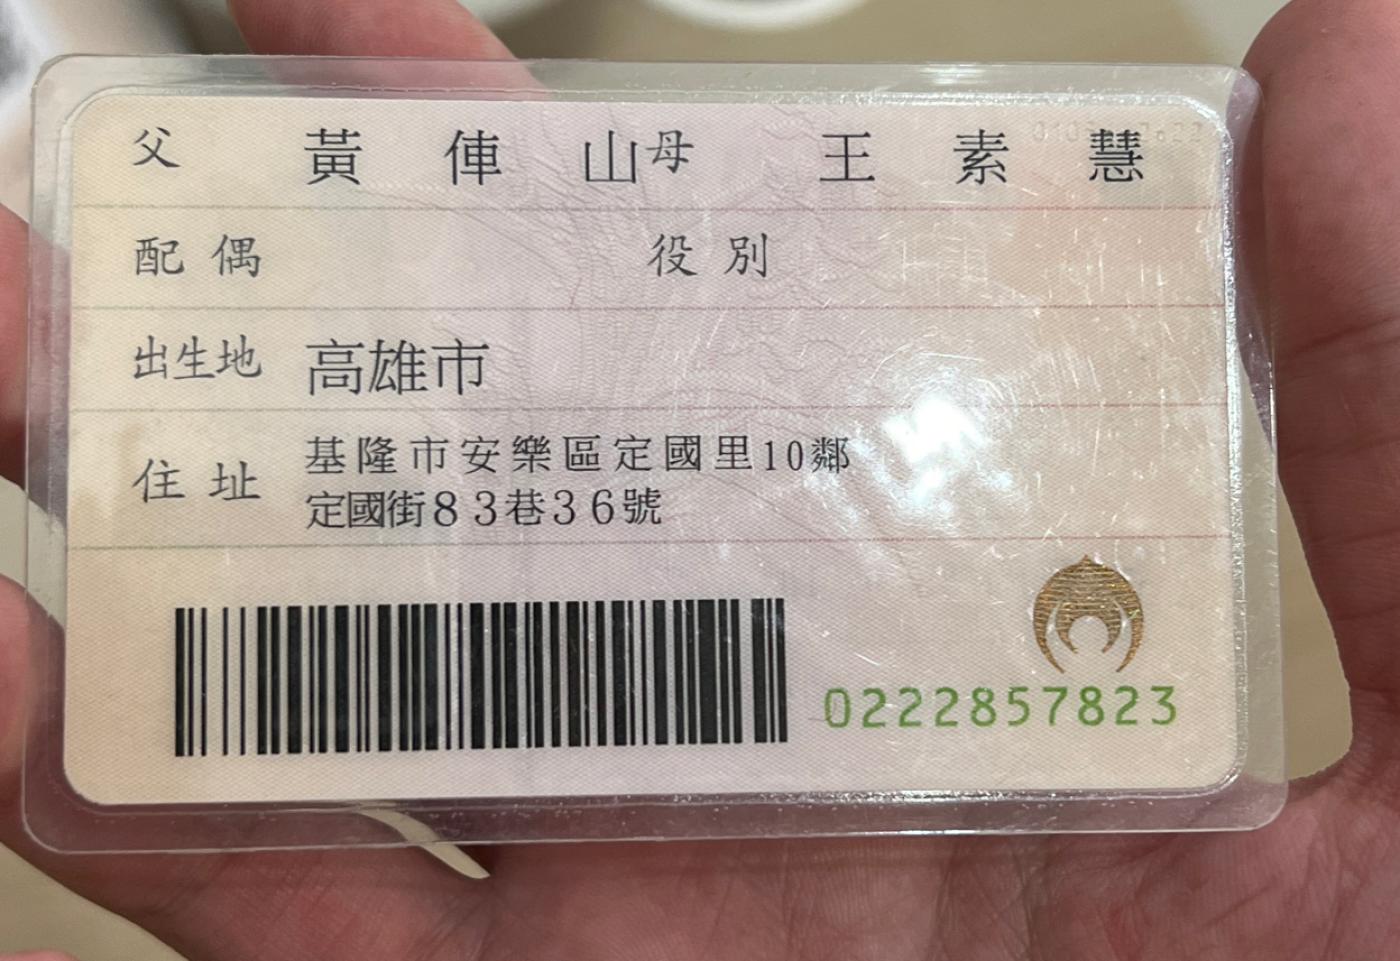 父 黃俥山 母 王素慧
配偶 役別
出生地 高雄市
住址 基隆市安樂區定國里10鄰
定國街83巷36號
0222857823